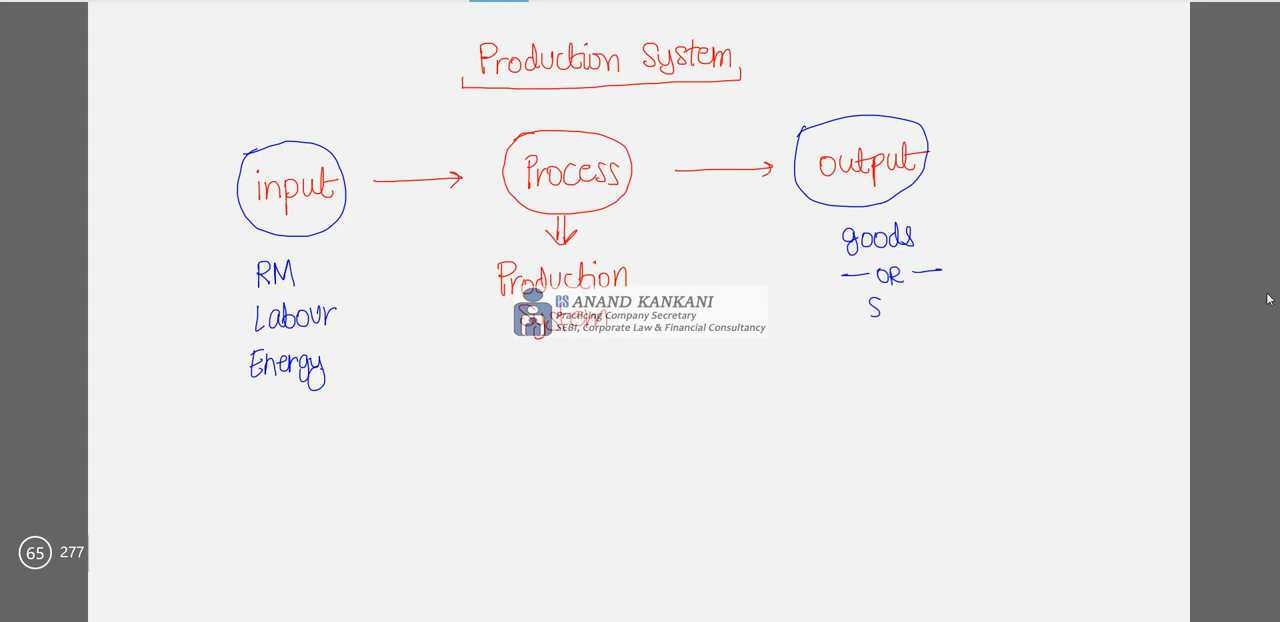 Production System
input → Process → output
RM
Labour
Energy
Production
System
goods
— OR —
S
CS ANAND KANKANI
Practicing Company Secretary
SEBI, Corporate Law & Financial Consultancy
65 277